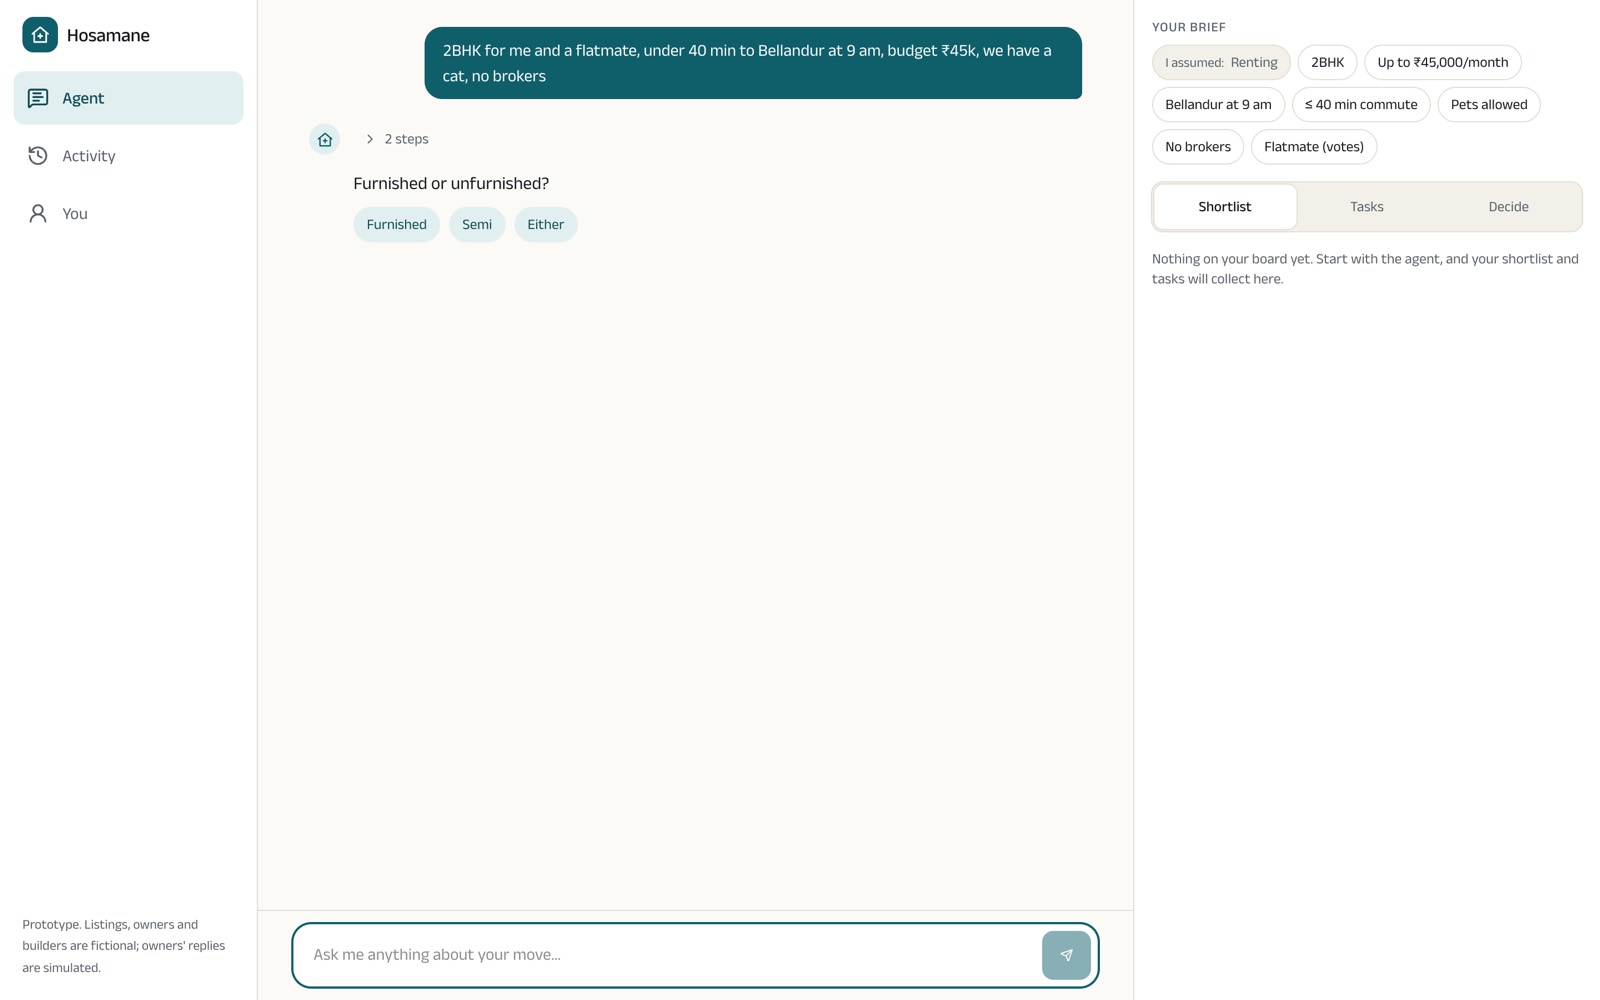 Hosamane
Agent
Activity
You
Prototype. Listings, owners and
builders are fictional; owners' replies
are simulated.
2BHK for me and a flatmate, under 40 min to Bellandur at 9 am, budget ₹45k, we have a
cat, no brokers
2 steps
Furnished or unfurnished?
Furnished Semi Either
Ask me anything about your move...
YOUR BRIEF
I assumed: Renting 2BHK Up to ₹45,000/month
Bellandur at 9 am ≤ 40 min commute Pets allowed
No brokers Flatmate (votes)
Shortlist Tasks Decide
Nothing on your board yet. Start with the agent, and your shortlist and
tasks will collect here.